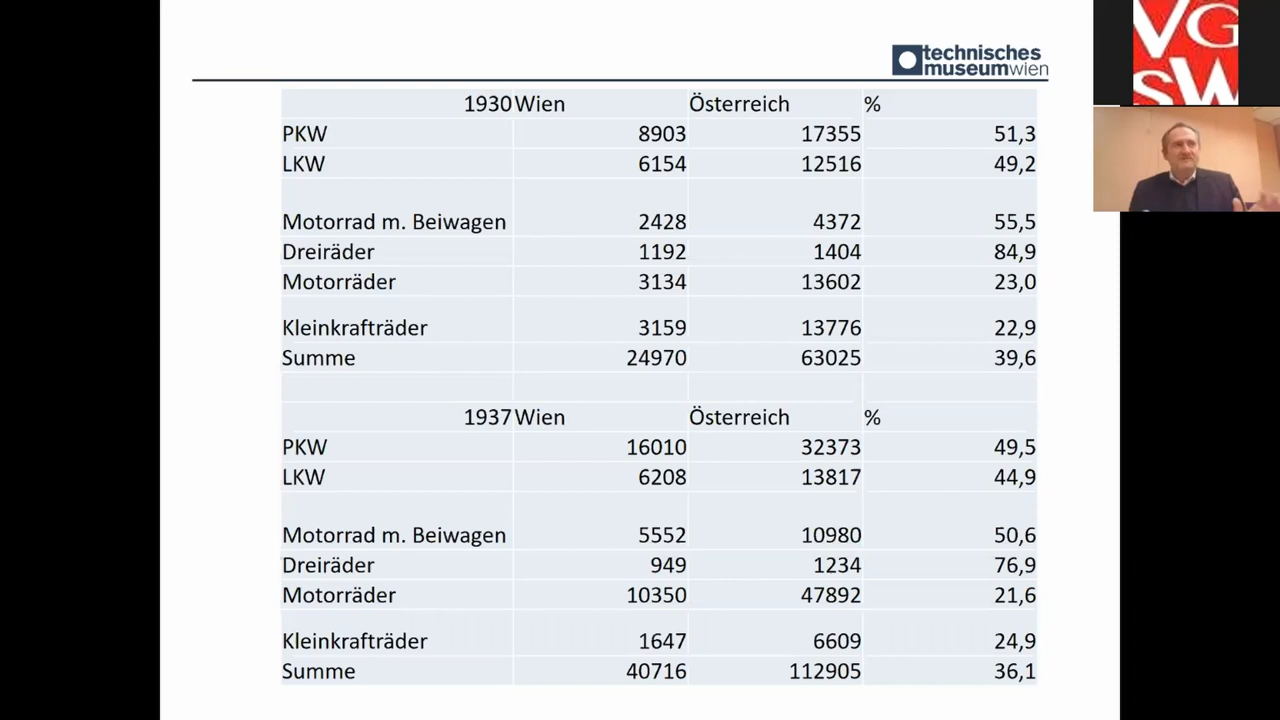 technisches
museumwien
VG
SW
1930 Wien Österreich %
PKW 8903 17355 51,3
LKW 6154 12516 49,2
Motorrad m. Beiwagen 2428 4372 55,5
Dreiräder 1192 1404 84,9
Motorräder 3134 13602 23,0
Kleinkrafträder 3159 13776 22,9
Summe 24970 63025 39,6
1937 Wien Österreich %
PKW 16010 32373 49,5
LKW 6208 13817 44,9
Motorrad m. Beiwagen 5552 10980 50,6
Dreiräder 949 1234 76,9
Motorräder 10350 47892 21,6
Kleinkrafträder 1647 6609 24,9
Summe 40716 112905 36,1